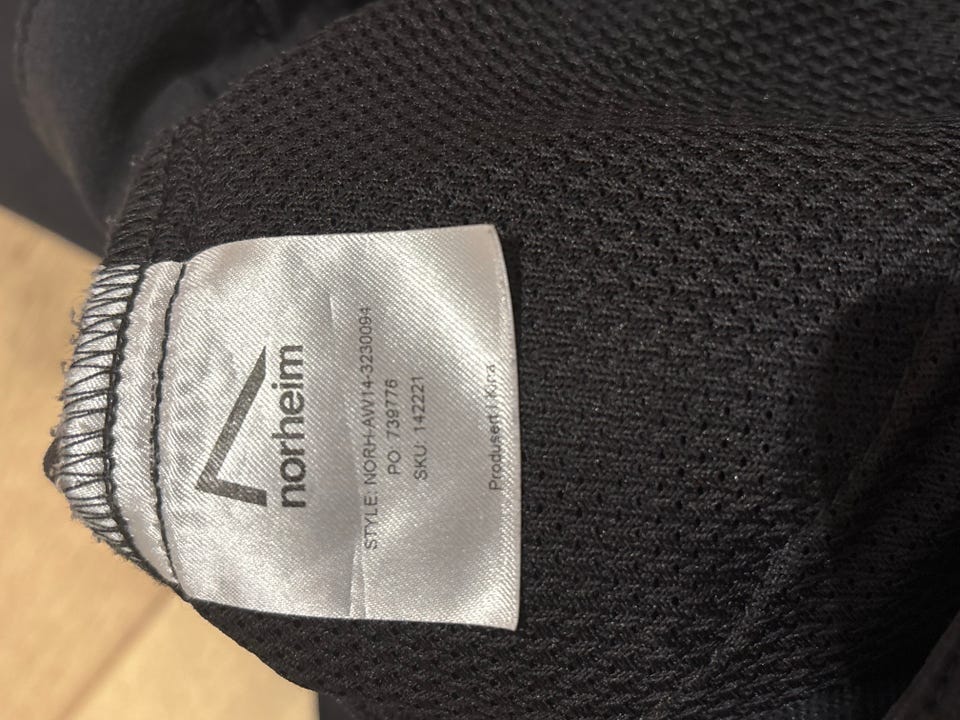 norheim
STYLE: NORH-AW14-3230094
PO 739776
SKU: 142221
Produsert i Kina